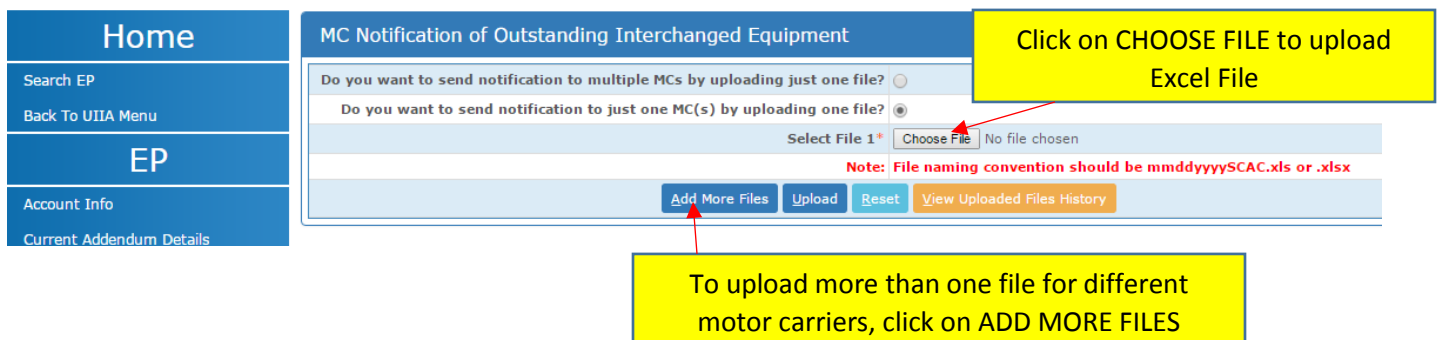 Home
Search EP
Back To UIIA Menu
EP
Account Info
Current Addendum Details
MC Notification of Outstanding Interchanged Equipment
Do you want to send notification to multiple MCs by uploading just one file?
Do you want to send notification to just one MC(s) by uploading one file?
Select File 1* Choose File No file chosen
Note: File naming convention should be mmddyyyySCAC.xls or .xlsx
Add More Files Upload Reset View Uploaded Files History
Click on CHOOSE FILE to upload
Excel File
To upload more than one file for different
motor carriers, click on ADD MORE FILES